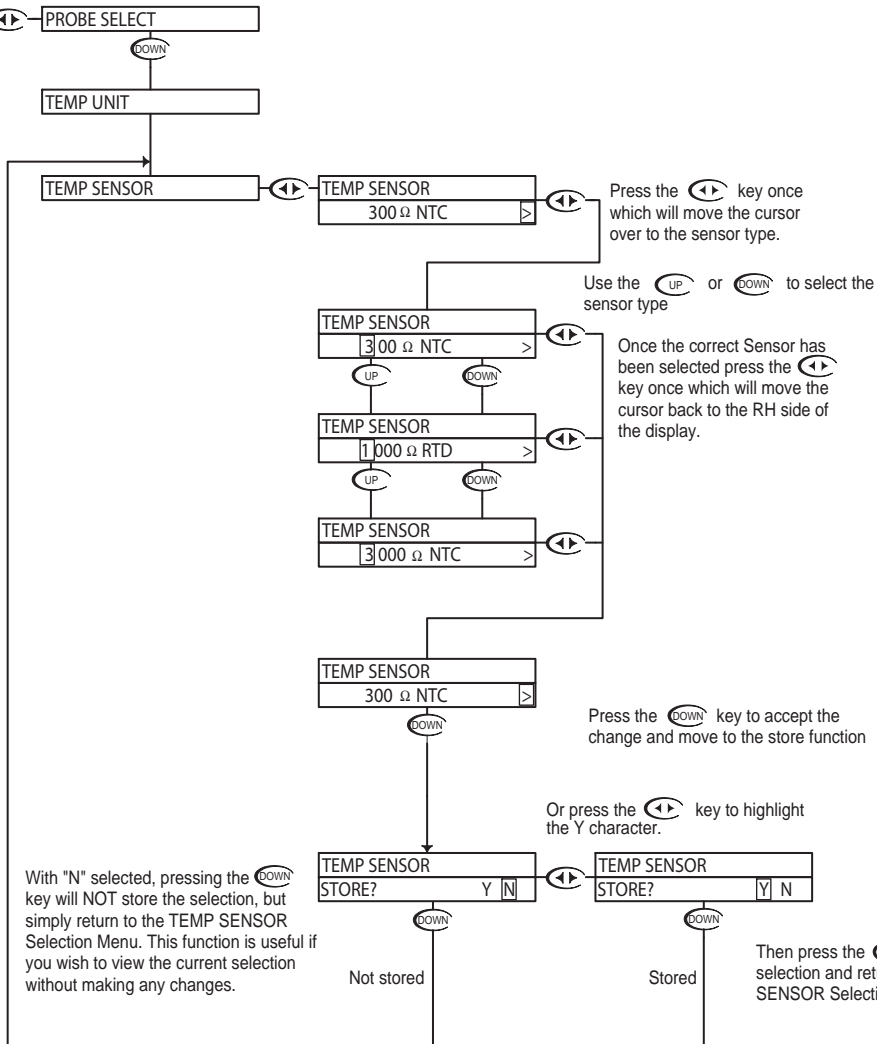 PROBE SELECT
DOWN
TEMP UNIT
TEMP SENSOR
TEMP SENSOR
300 Ω NTC >
Press the key once
which will move the cursor
over to the sensor type.
Use the UP or DOWN to select the
sensor type
TEMP SENSOR
300 Ω NTC >
UP DOWN
Once the correct Sensor has
been selected press the
key once which will move the
cursor back to the RH side of
the display.
TEMP SENSOR
1000 Ω RTD >
UP DOWN
TEMP SENSOR
3000 Ω NTC >
TEMP SENSOR
300 Ω NTC >
DOWN
Press the DOWN key to accept the
change and move to the store function
Or press the key to highlight
the Y character.
TEMP SENSOR
STORE? Y N
DOWN
TEMP SENSOR
STORE? Y N
DOWN
With "N" selected, pressing the DOWN
key will NOT store the selection, but
simply return to the TEMP SENSOR
Selection Menu. This function is useful if
you wish to view the current selection
without making any changes.
Not stored
Stored
Then press the
selection and
SENSOR